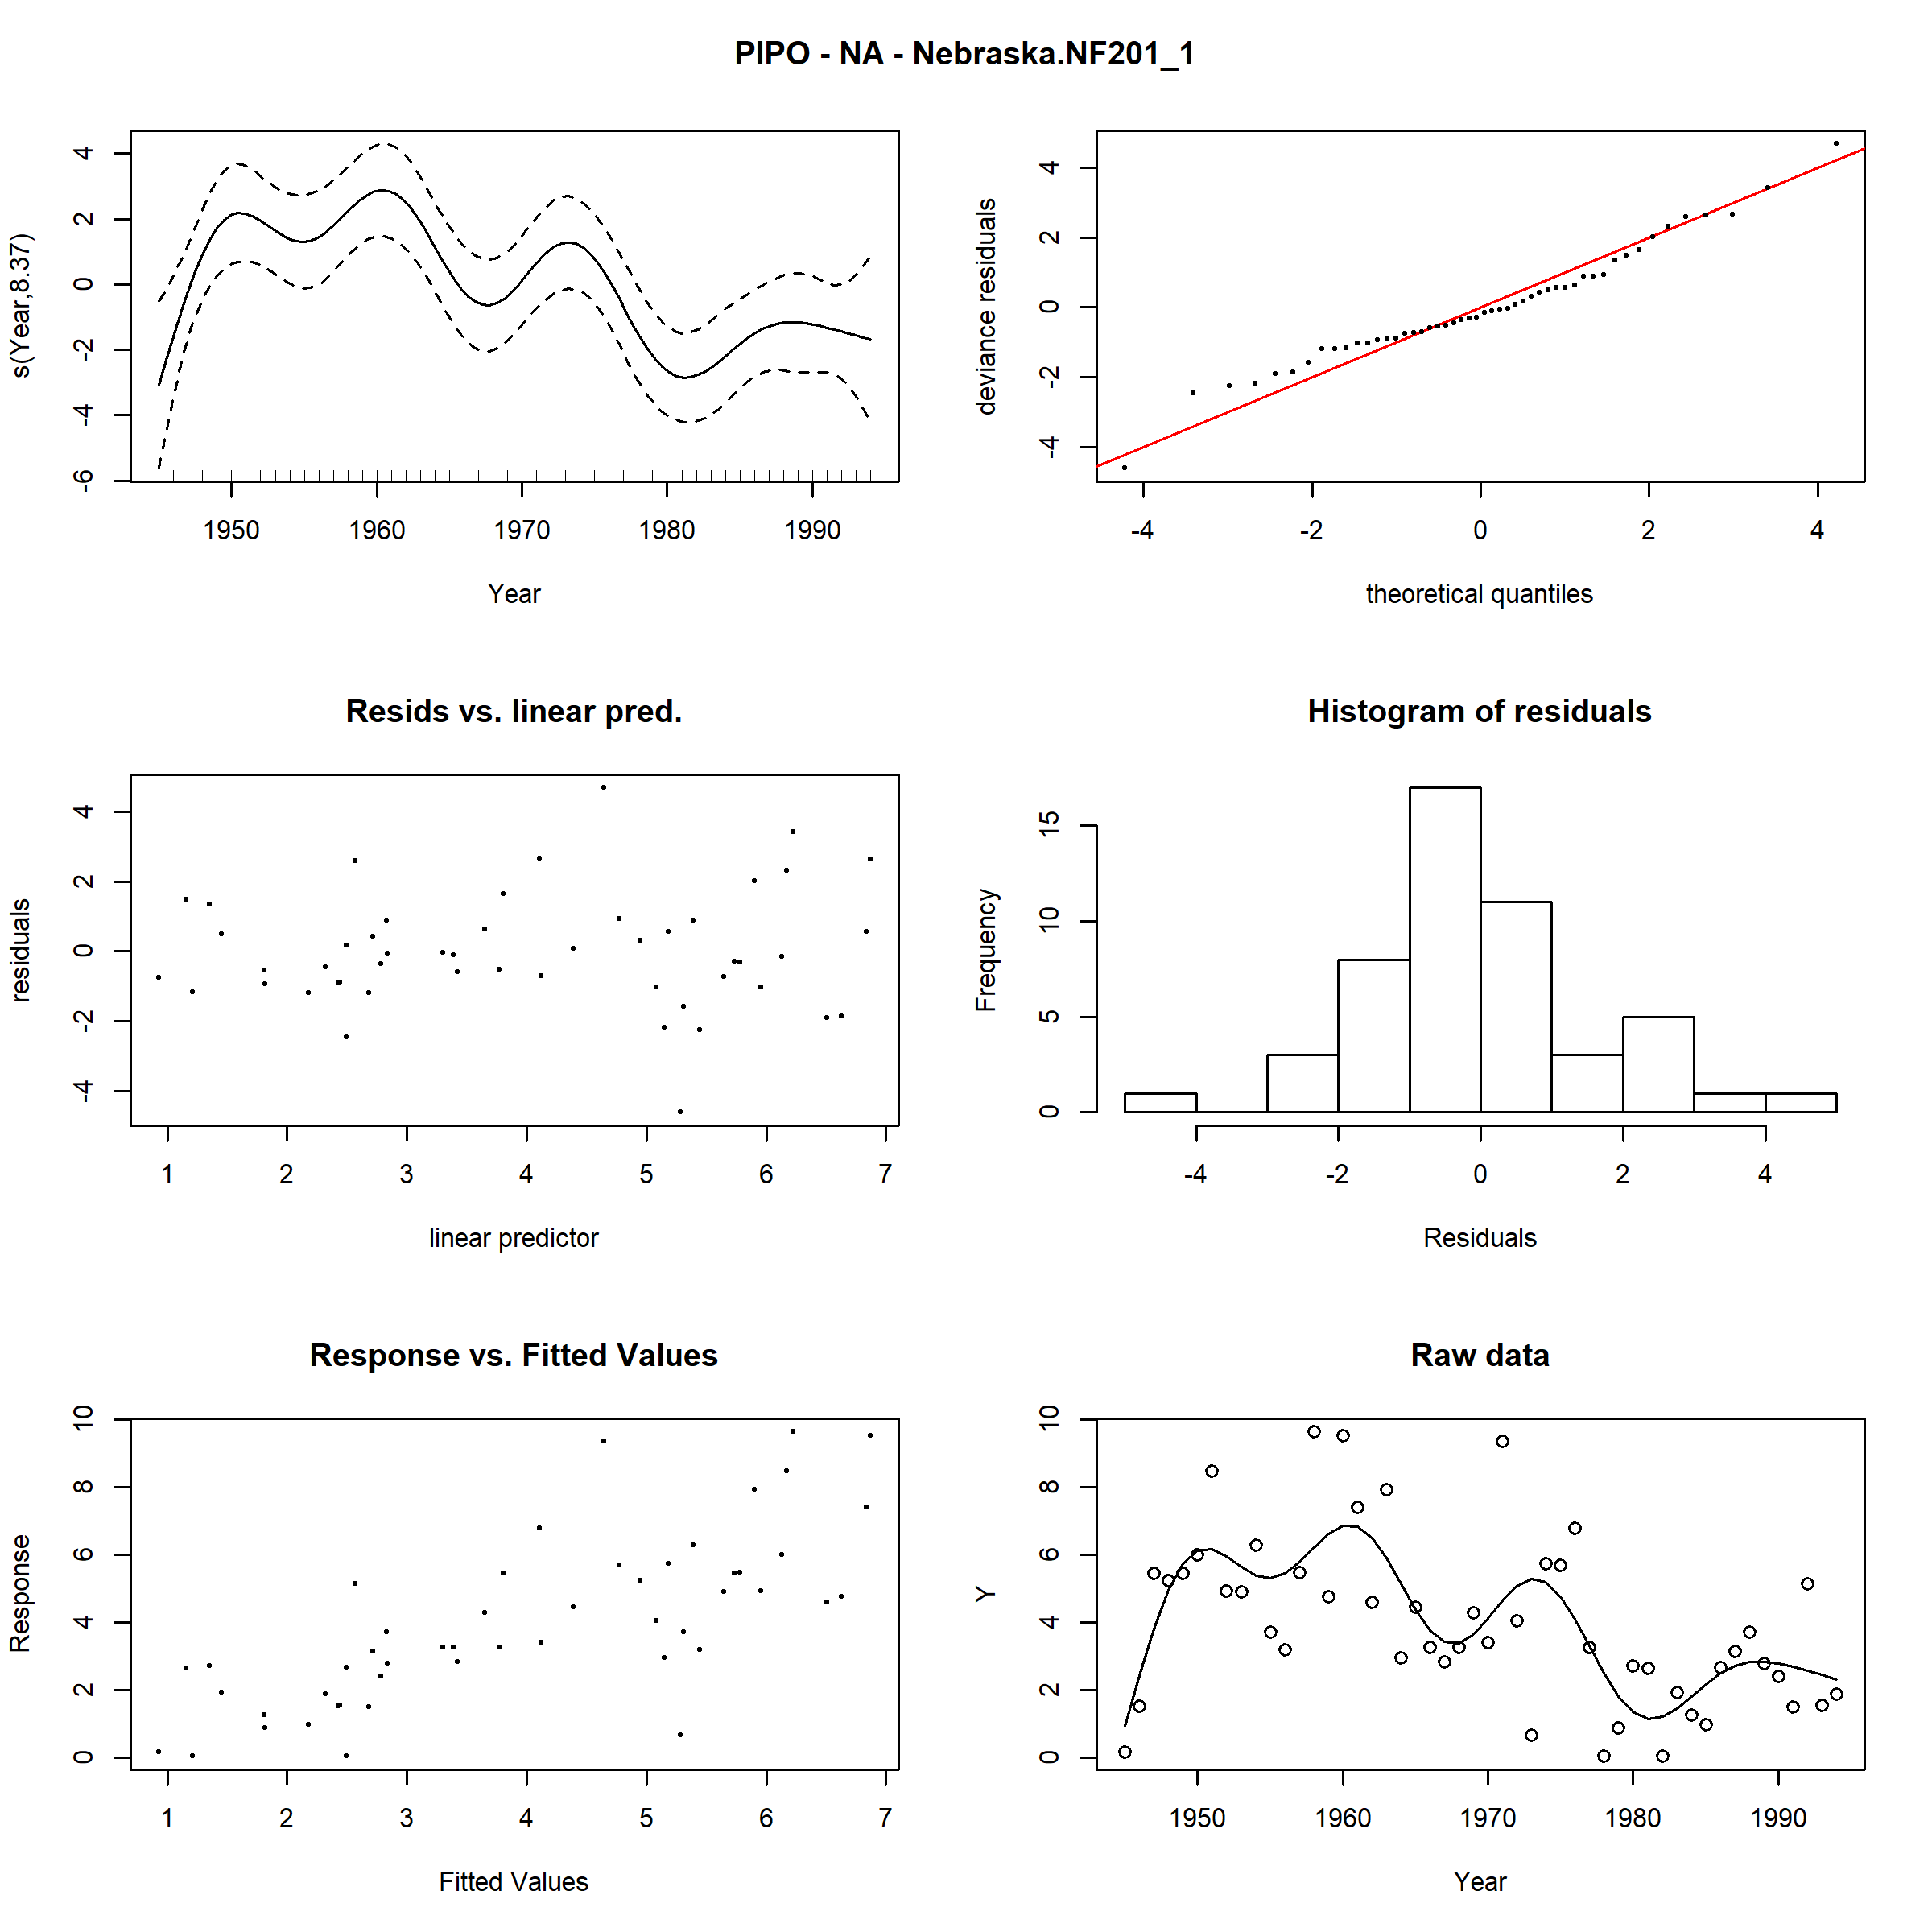 PIPO - NA - Nebraska.NF201_1
s(Year,8.37)
4
2
0
-2
-4
-6
1950 1960 1970 1980 1990
Year
deviance residuals
4
2
0
-2
-4
-4 -2 0 2 4
theoretical quantiles
Resids vs. linear pred.
residuals
4
2
0
-2
-4
1 2 3 4 5 6 7
linear predictor
Histogram of residuals
Frequency
15
10
5
0
-4 -2 0 2 4
Residuals
Response vs. Fitted Values
Response
10
8
6
4
2
0
1 2 3 4 5 6 7
Fitted Values
Raw data
Y
10
8
6
4
2
0
1950 1960 1970 1980 1990
Year